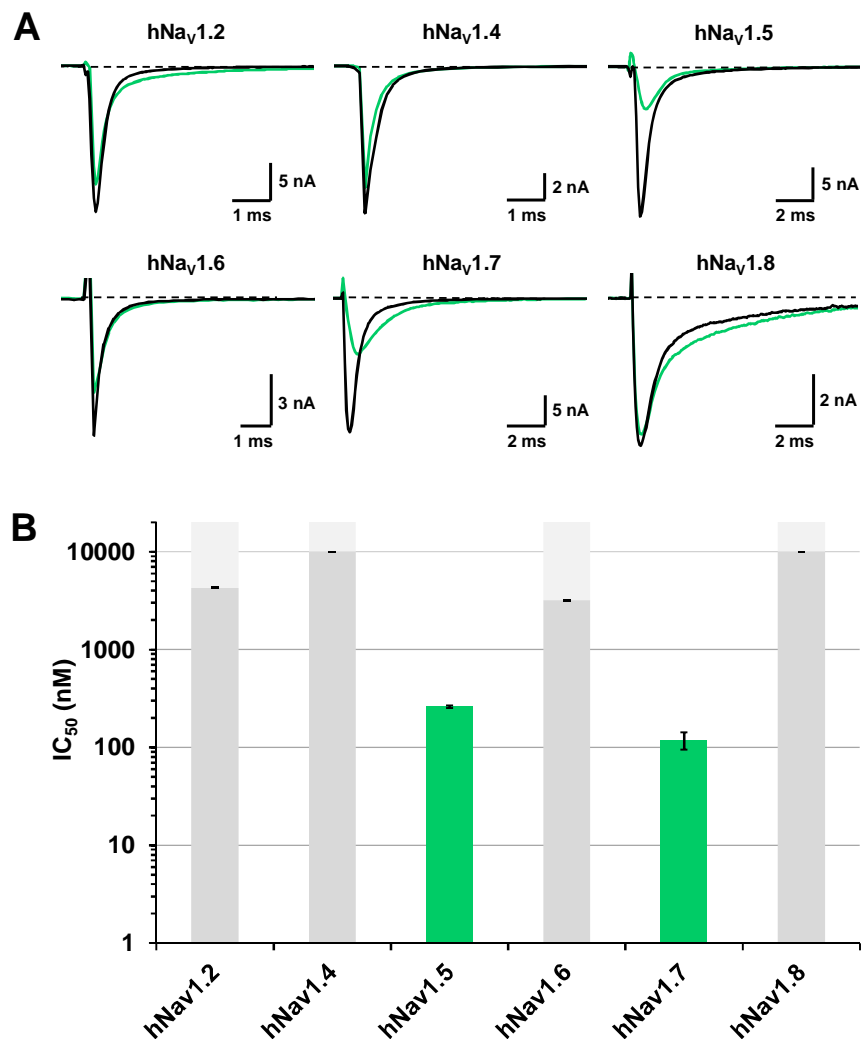 A
hNaV1.2
hNaV1.4
hNaV1.5
5 nA
1 ms
2 nA
1 ms
5 nA
2 ms
hNaV1.6
hNaV1.7
hNaV1.8
3 nA
1 ms
5 nA
2 ms
2 nA
2 ms
B
IC50 (nM)
10000
1000
100
10
1
hNav1.2
hNav1.4
hNav1.5
hNav1.6
hNav1.7
hNav1.8